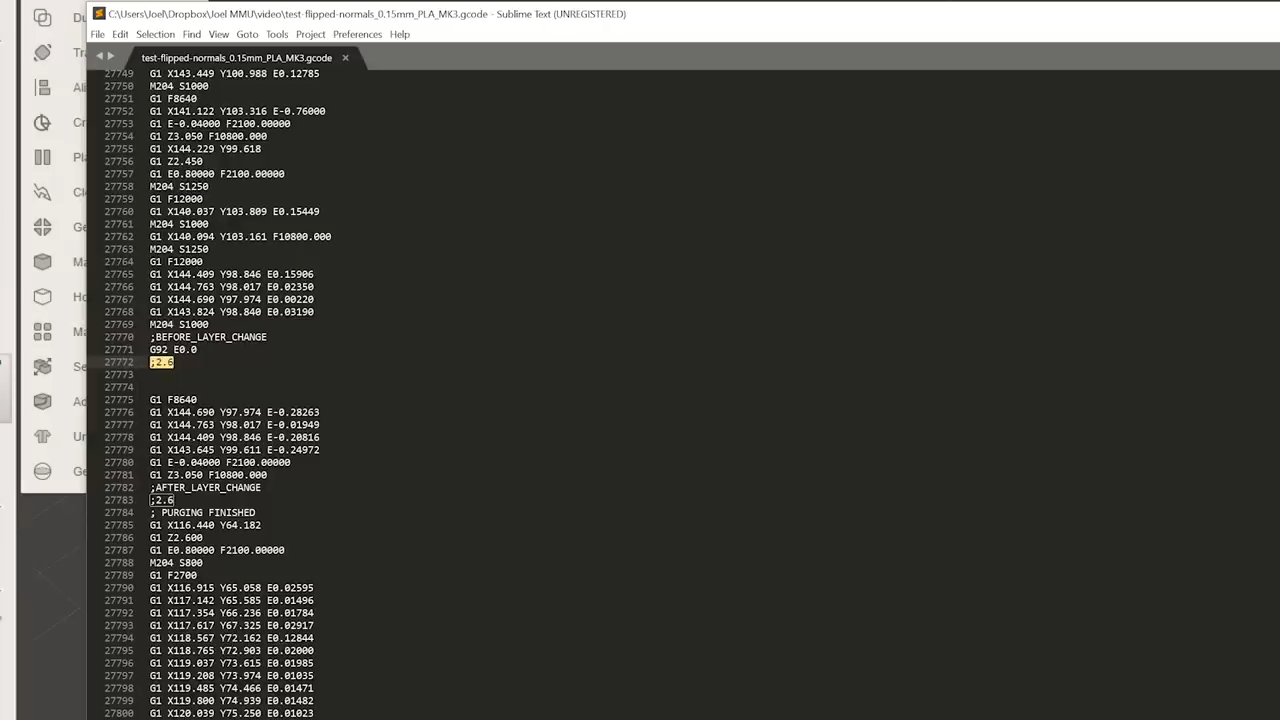 C:\Users\Joel\Dropbox\Joel MMU\video\test-flipped-normals_0.15mm_PLA_MK3.gcode - Sublime Text (UNREGISTERED)
File Edit Selection Find View Goto Tools Project Preferences Help
test-flipped-normals_0.15mm_PLA_MK3.gcode
27749 G1 X143.449 Y100.988 E0.12785
27750 M204 S1000
27751 G1 F8640
27752 G1 X141.122 Y103.316 E-0.76000
27753 G1 E-0.04000 F2100.00000
27754 G1 Z3.050 F10800.000
27755 G1 X144.229 Y99.618
27756 G1 Z2.450
27757 G1 E0.80000 F2100.00000
27758 M204 S1250
27759 G1 F12000
27760 G1 X140.037 Y103.809 E0.15449
27761 M204 S1000
27762 G1 X140.094 Y103.161 F10800.000
27763 M204 S1250
27764 G1 F12000
27765 G1 X144.409 Y98.846 E0.15906
27766 G1 X144.763 Y98.017 E0.02350
27767 G1 X144.690 Y97.974 E0.00220
27768 G1 X143.824 Y98.840 E0.03190
27769 M204 S1000
27770 ;BEFORE_LAYER_CHANGE
27771 G92 E0.0
27772 ;2.6
27773
27774
27775 G1 F8640
27776 G1 X144.690 Y97.974 E-0.28263
27777 G1 X144.763 Y98.017 E-0.01949
27778 G1 X144.409 Y98.846 E-0.20816
27779 G1 X143.645 Y99.611 E-0.24972
27780 G1 E-0.04000 F2100.00000
27781 G1 Z3.050 F10800.000
27782 ;AFTER_LAYER_CHANGE
27783 ;2.6
27784 ; PURGING FINISHED
27785 G1 X116.440 Y64.182
27786 G1 Z2.600
27787 G1 E0.80000 F2100.00000
27788 M204 S800
27789 G1 F2700
27790 G1 X116.915 Y65.058 E0.02595
27791 G1 X117.142 Y65.585 E0.01496
27792 G1 X117.354 Y66.236 E0.01784
27793 G1 X117.617 Y67.325 E0.02917
27794 G1 X118.567 Y72.162 E0.12844
27795 G1 X118.765 Y72.903 E0.02000
27796 G1 X119.037 Y73.615 E0.01985
27797 G1 X119.208 Y73.974 E0.01035
27798 G1 X119.485 Y74.466 E0.01471
27799 G1 X119.800 Y74.939 E0.01482
27800 G1 X120.039 Y75.250 E0.01023